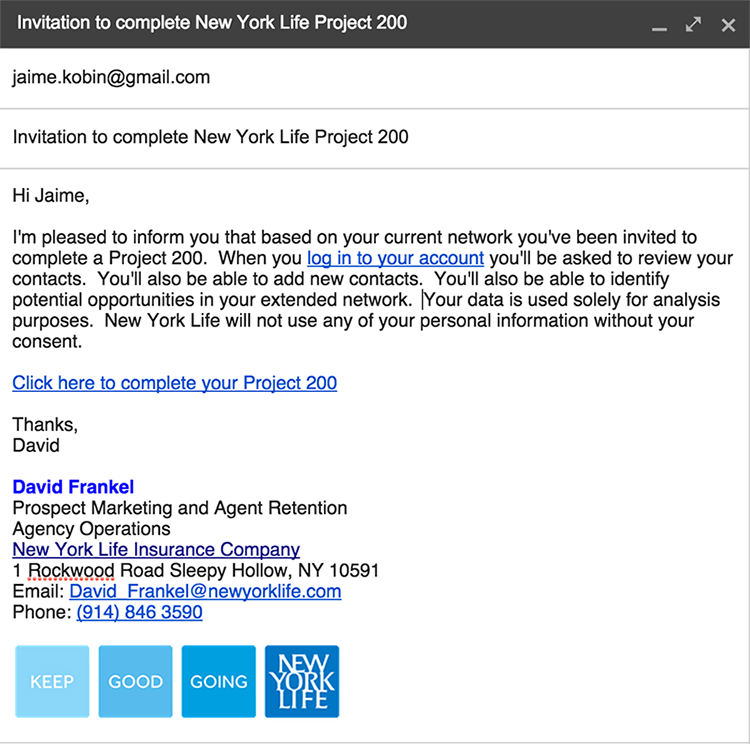 Invitation to complete New York Life Project 200
jaime.kobin@gmail.com
Invitation to complete New York Life Project 200
Hi Jaime,
I'm pleased to inform you that based on your current network you've been invited to
complete a Project 200.  When you log in to your account you'll be asked to review your
contacts.  You'll also be able to add new contacts.  You'll also be able to identify
potential opportunities in your extended network.  Your data is used solely for analysis
purposes.  New York Life will not use any of your personal information without your
consent.
Click here to complete your Project 200
Thanks,
David
David Frankel
Prospect Marketing and Agent Retention
Agency Operations
New York Life Insurance Company
1 Rockwood Road Sleepy Hollow, NY 10591
Email: David_Frankel@newyorklife.com
Phone: (914) 846 3590
KEEP GOOD GOING NEW YORK LIFE